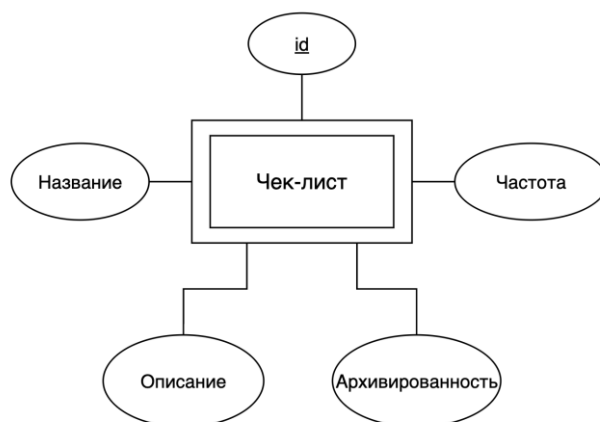 id
Название
Чек-лист
Частота
Описание
Архивированность